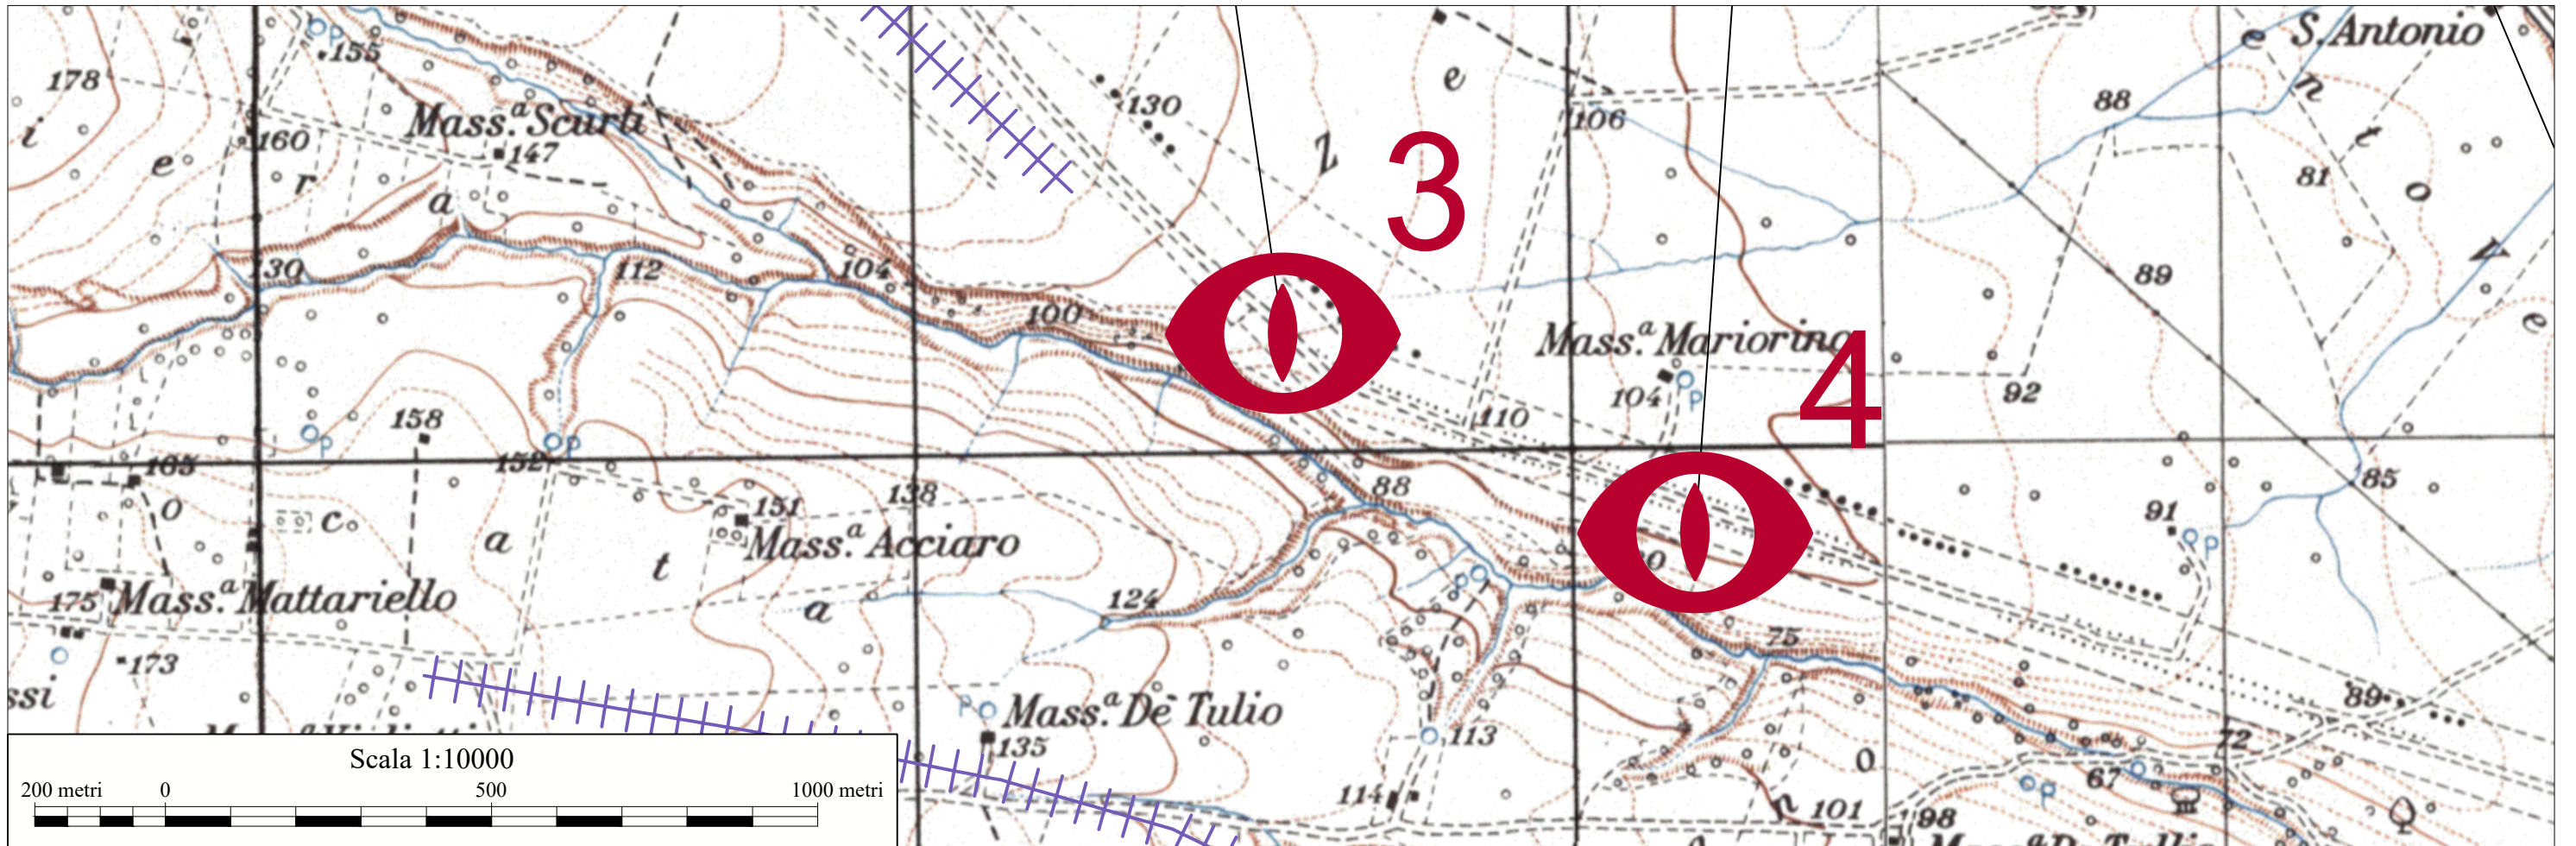 S. Antonio
155
178
88
130
106
Mass.ª Scurti
160
147
3
81
i e r a
Z e
e n t o v e
130
112
104
89
100
Mass.ª Mariorino
4
104
P
92
110
158
165
152
P
85
138
88
151
91
P
o c a t a
Mass.ª Acciaro
124
175
Mass.ª Mattariello
75
173
ssi
P
Mass.ª De Tulio
89
135
113
72
67
P
114
101
98
o
n
Scala 1:10000
200 metri 0 500 1000 metri